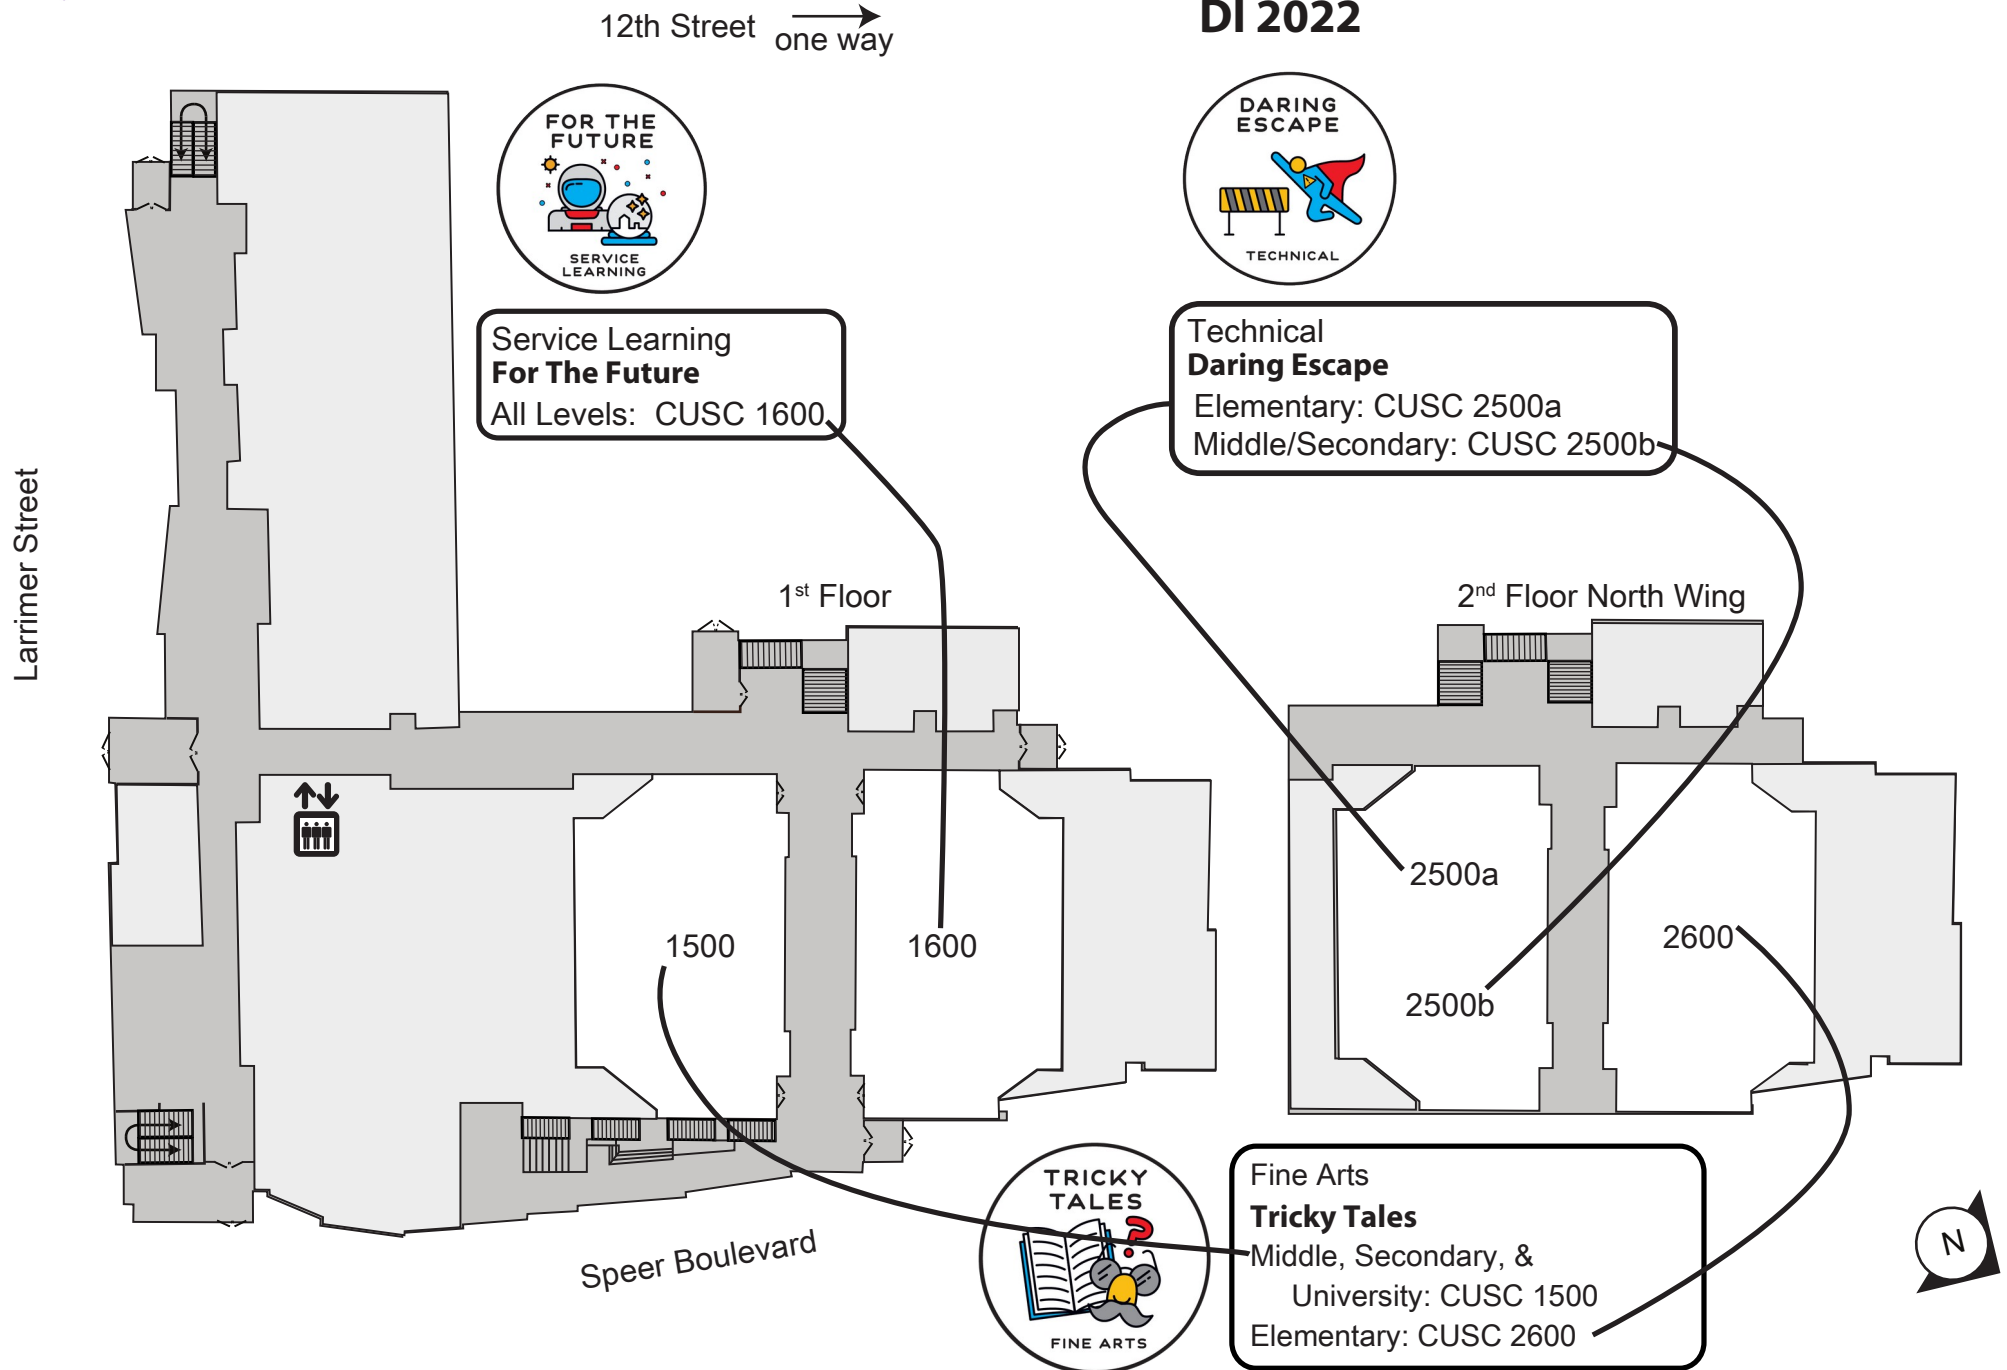 12th Street
one way
DI 2022
FOR THE
FUTURE
SERVICE
LEARNING
DARING
ESCAPE
TECHNICAL
Service Learning
For The Future
All Levels: CUSC 1600
Technical
Daring Escape
Elementary: CUSC 2500a
Middle/Secondary: CUSC 2500b
Larrimer Street
1st Floor
2nd Floor North Wing
1500
1600
2500a
2500b
2600
Speer Boulevard
TRICKY
TALES
?
FINE ARTS
Fine Arts
Tricky Tales
Middle, Secondary, &
University: CUSC 1500
Elementary: CUSC 2600
N